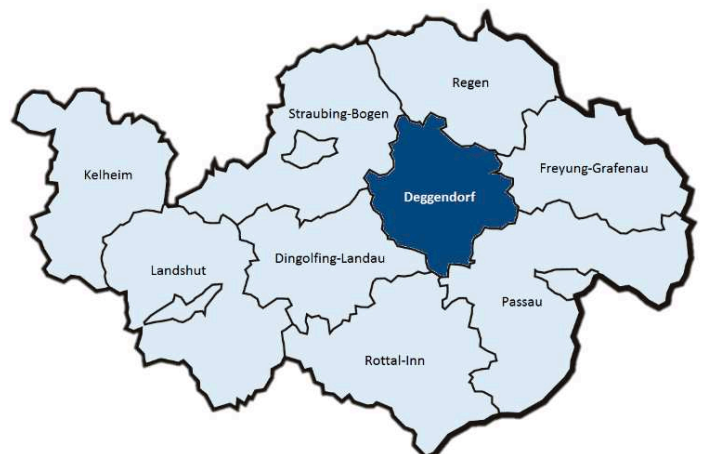 Regen
Straubing-Bogen
Kelheim
Freyung-Grafenau
Deggendorf
Dingolfing-Landau
Landshut
Passau
Rottal-Inn